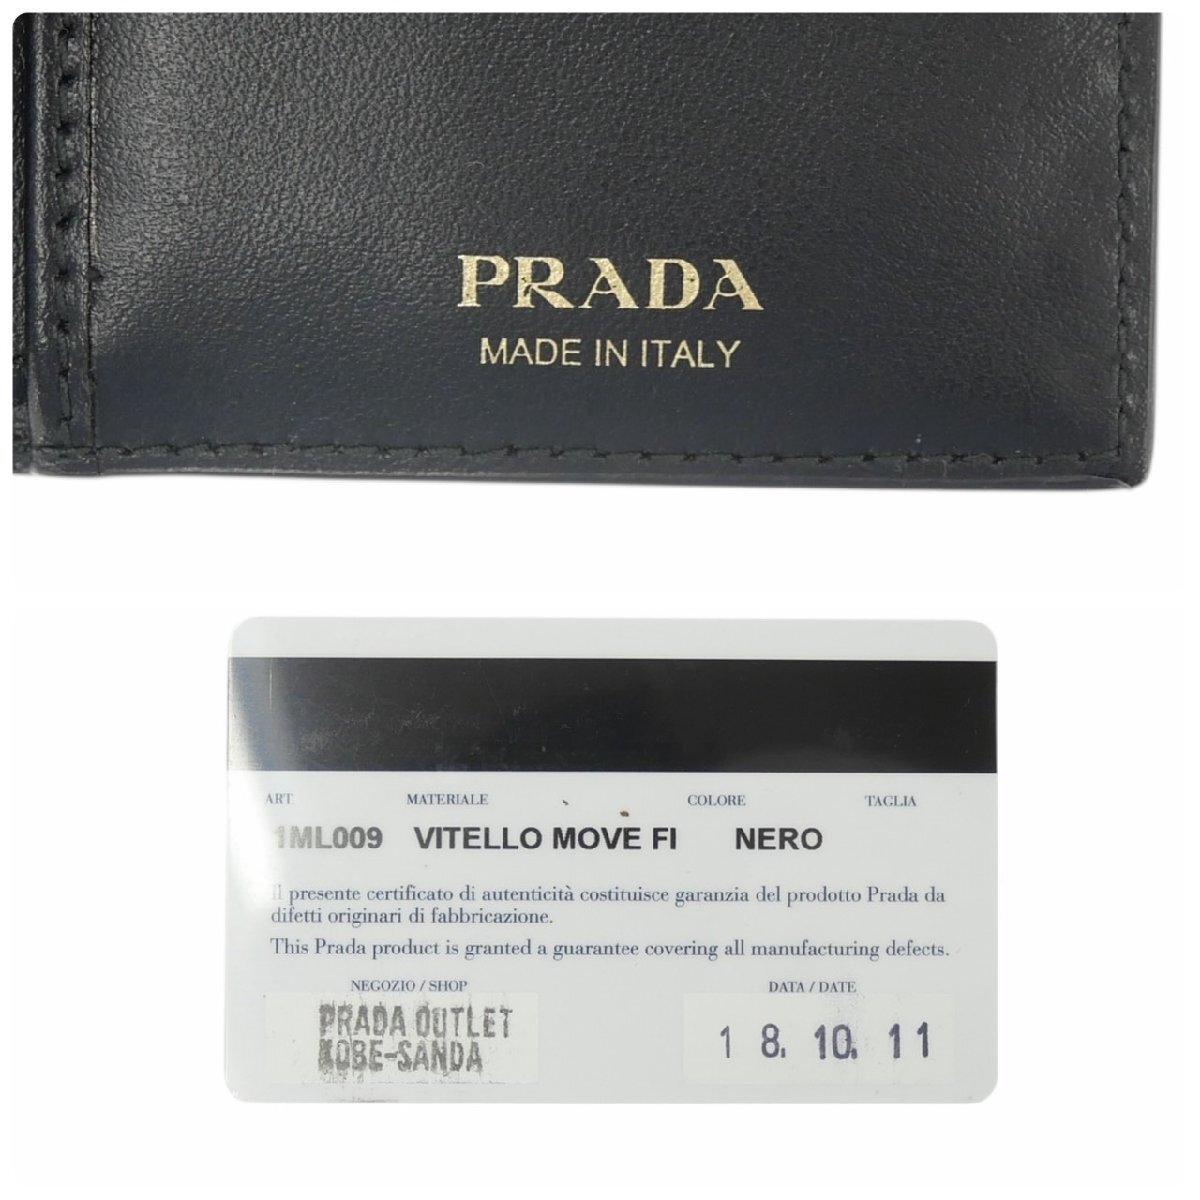 PRADA
MADE IN ITALY
ART. MATERIALE COLORE TAGLIA
1ML009 VITELLO MOVE FI NERO
Il presente certificato di autenticità costituisce garanzia del prodotto Prada da
difetti originari di fabbricazione.
This Prada product is granted a guarantee covering all manufacturing defects.
NEGOZIO / SHOP DATA / DATE
PRADA OUTLET
KOBE-SANDA
1 8. 10. 11